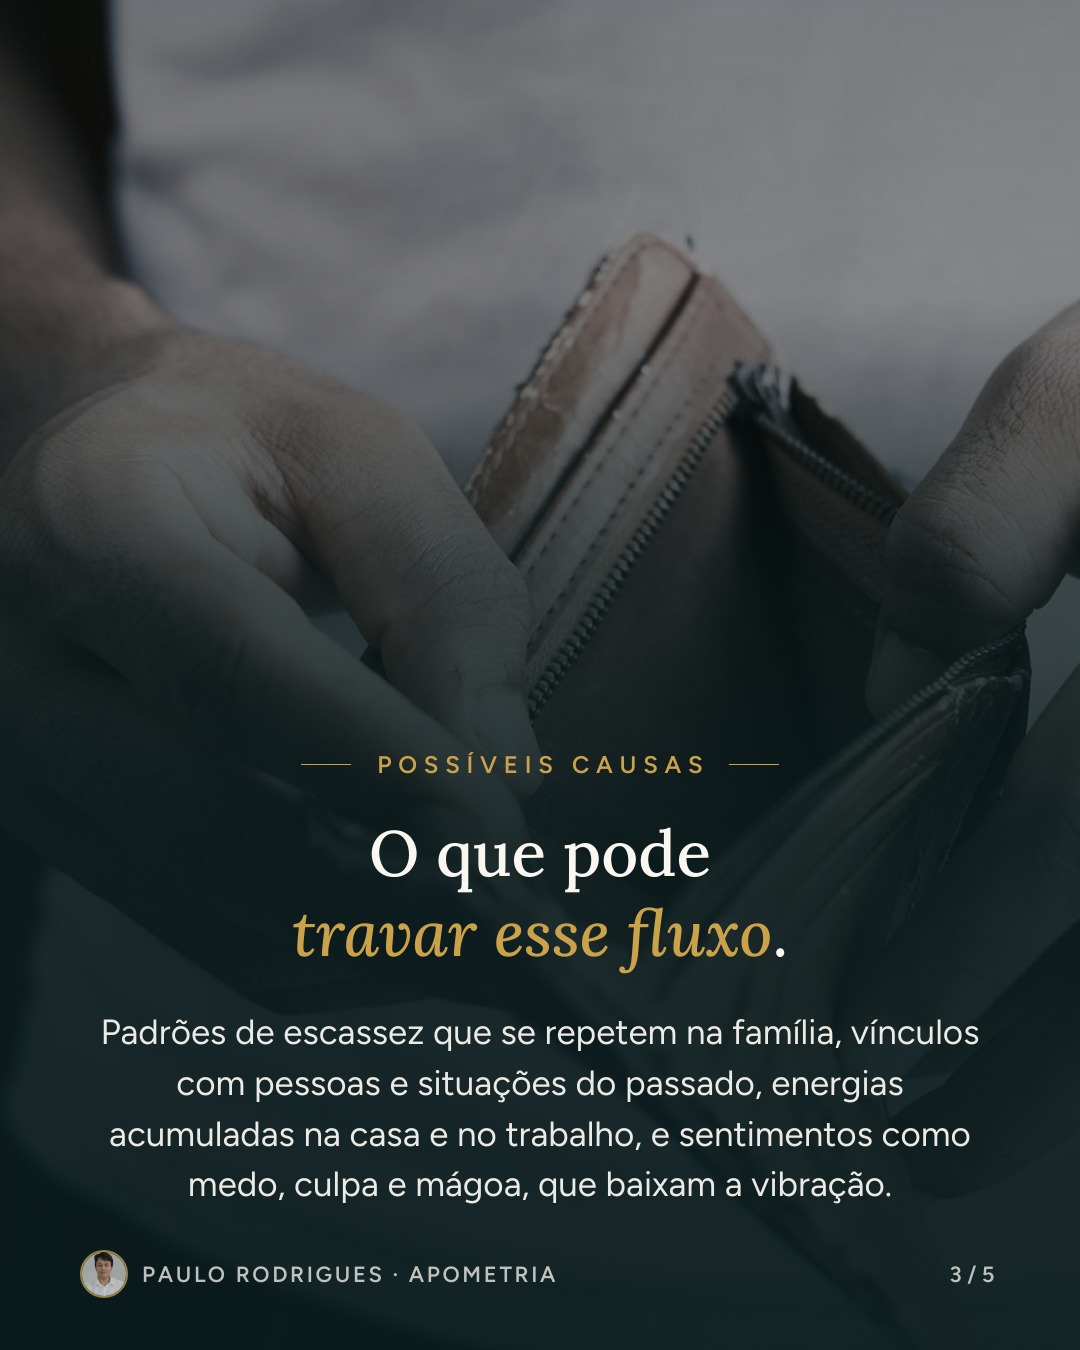 POSSÍVEIS CAUSAS
O que pode
travar esse fluxo.
Padrões de escassez que se repetem na família, vínculos
com pessoas e situações do passado, energias
acumuladas na casa e no trabalho, e sentimentos como
medo, culpa e mágoa, que baixam a vibração.
PAULO RODRIGUES · APOMETRIA
3/5